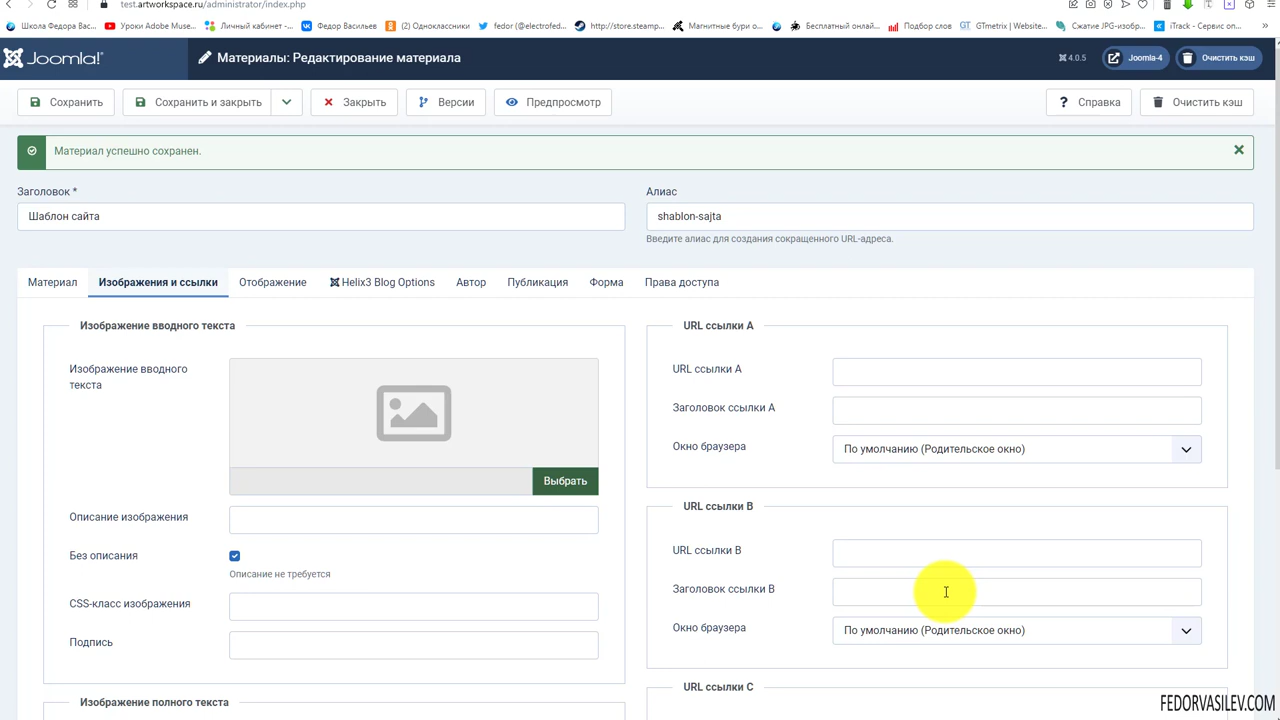 test.artworkspace.ru/administrator/index.php
Школа Федора Вас...
Уроки Adobe Muse...
Личный кабинет -...
Федор Васильев
(2) Одноклассники
fedor (@electrofed...
http://store.steamp...
Магнитные бури о...
Бесплатный онлай...
Подбор слов
GTmetrix | Website...
Сжатие JPG-изобр...
iTrack - Сервис оп...
Joomla!
Материалы: Редактирование материала
4.0.5
Joomla-4
Очистить кэш
Сохранить
Сохранить и закрыть
Закрыть
Версии
Предпросмотр
Справка
Очистить кэш
Материал успешно сохранен.
Заголовок *
Алиас
Шаблон сайта
shablon-sajta
Введите алиас для создания сокращенного URL-адреса.
Материал
Изображения и ссылки
Отображение
Helix3 Blog Options
Автор
Публикация
Форма
Права доступа
Изображение вводного текста
Изображение вводного
текста
Выбрать
Описание изображения
Без описания
Описание не требуется
CSS-класс изображения
Подпись
Изображение полного текста
URL ссылки A
URL ссылки A
Заголовок ссылки A
Окно браузера
По умолчанию (Родительское окно)
URL ссылки B
URL ссылки B
Заголовок ссылки B
Окно браузера
По умолчанию (Родительское окно)
URL ссылки C
FEDORVASILEV.COM